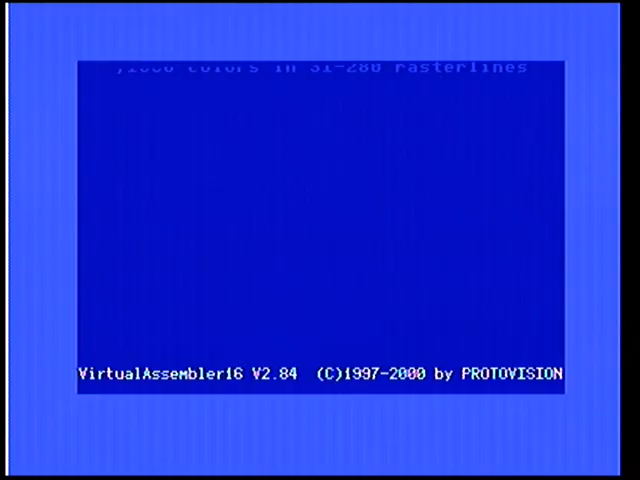 colors in 31-280 rasterlines
VirtualAssembler16 V2.84 (C)1997-2000 by PROTOVISION